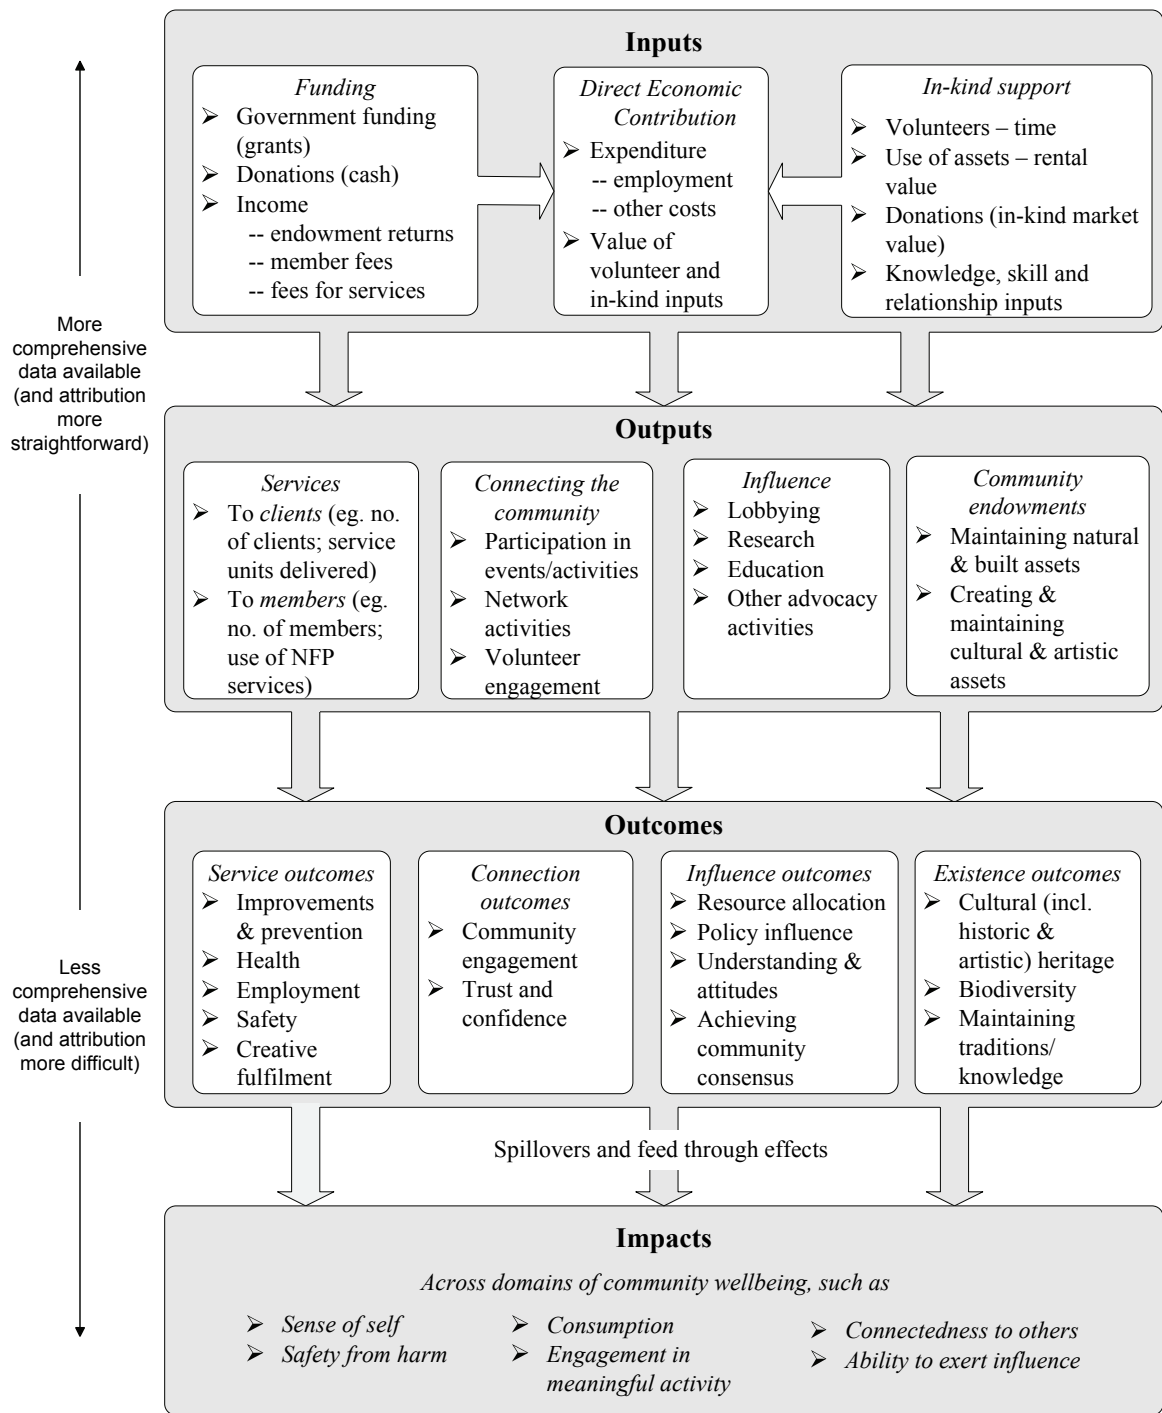 Inputs
Funding
➢ Government funding
(grants)
➢ Donations (cash)
➢ Income
-- endowment returns
-- member fees
-- fees for services
Direct Economic
Contribution
➢ Expenditure
-- employment
-- other costs
➢ Value of
volunteer and
in-kind inputs
In-kind support
➢ Volunteers – time
➢ Use of assets – rental
value
➢ Donations (in-kind market
value)
➢ Knowledge, skill and
relationship inputs
More
comprehensive
data available
(and attribution
more
straightforward)
Outputs
Services
➢ To clients (eg. no.
of clients; service
units delivered)
➢ To members (eg.
no. of members;
use of NFP
services)
Connecting the
community
➢ Participation in
events/activities
➢ Network
activities
➢ Volunteer
engagement
Influence
➢ Lobbying
➢ Research
➢ Education
➢ Other advocacy
activities
Community
endowments
➢ Maintaining natural
& built assets
➢ Creating &
maintaining
cultural & artistic
assets
Outcomes
Service outcomes
➢ Improvements
& prevention
➢ Health
➢ Employment
➢ Safety
➢ Creative
fulfilment
Connection
outcomes
➢ Community
engagement
➢ Trust and
confidence
Influence outcomes
➢ Resource allocation
➢ Policy influence
➢ Understanding &
attitudes
➢ Achieving
community
consensus
Existence outcomes
➢ Cultural (incl.
historic &
artistic) heritage
➢ Biodiversity
➢ Maintaining
traditions/
knowledge
Less
comprehensive
data available
(and attribution
more difficult)
Spillovers and feed through effects
Impacts
Across domains of community wellbeing, such as
➢ Sense of self
➢ Safety from harm
➢ Consumption
➢ Engagement in
meaningful activity
➢ Connectedness to others
➢ Ability to exert influence